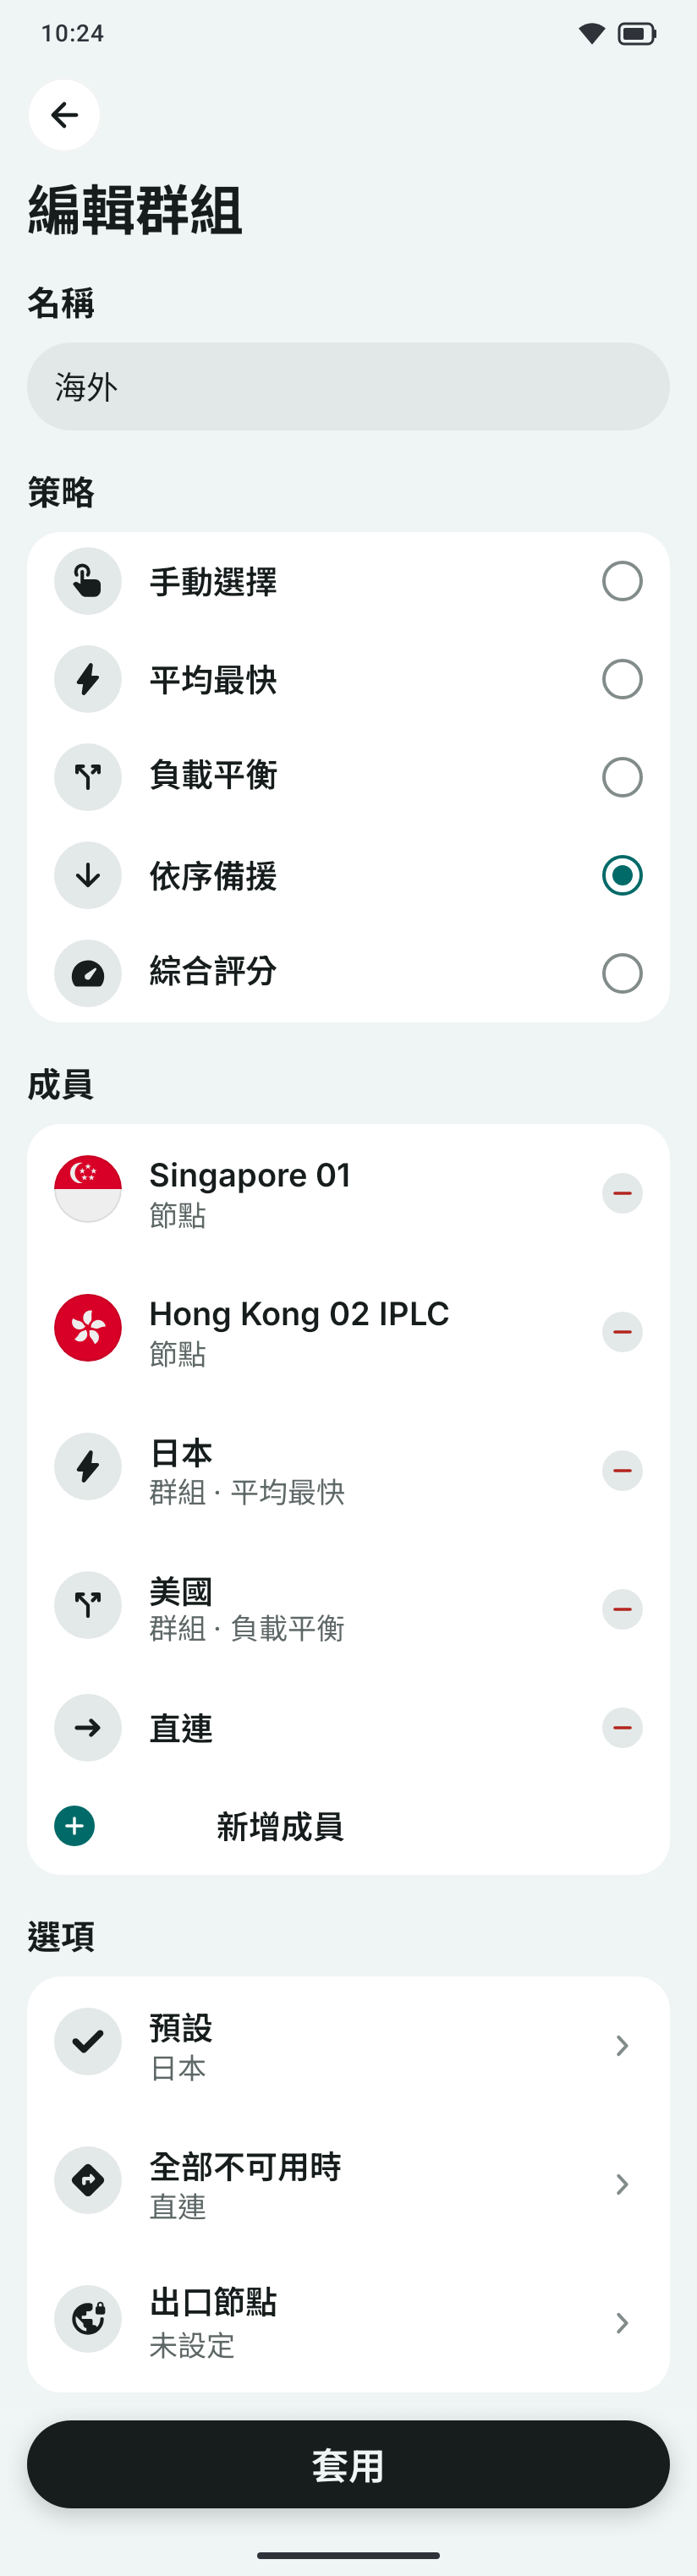 10:24
編輯群組
名稱
海外
策略
手動選擇
平均最快
負載平衡
依序備援
綜合評分
成員
Singapore 01
節點
Hong Kong 02 IPLC
節點
日本
群組 · 平均最快
美國
群組 · 負載平衡
直連
新增成員
選項
預設
日本
全部不可用時
直連
出口節點
未設定
套用